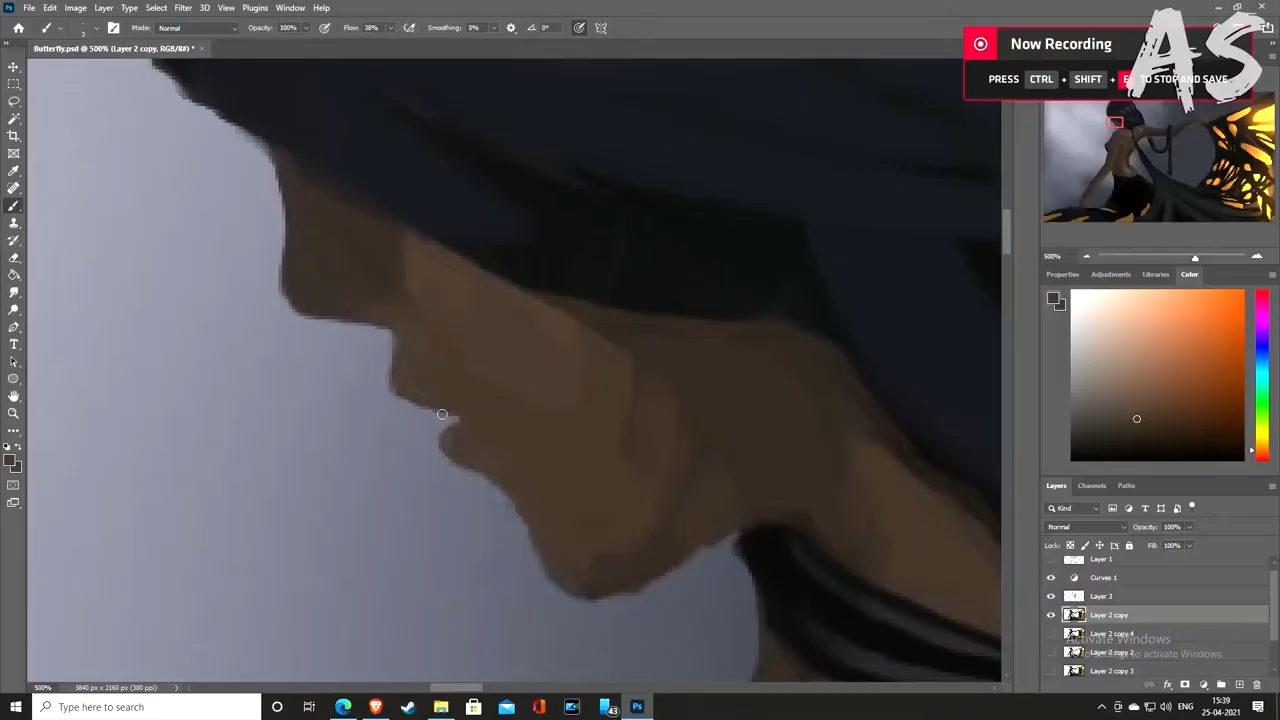 Ps File Edit Image Layer Type Select Filter 3D View Plugins Window Help
3 Mode: Normal Opacity: 100% Flow: 38% Smoothing: 0% 0°
Butterfly.psd @ 500% (Layer 2 copy, RGB/8#) * ×
Now Recording
PRESS CTRL + SHIFT + E TO STOP AND SAVE
AS
500%
Properties Adjustments Libraries Color
Layers Channels Paths
Kind
Normal Opacity: 100%
Lock: Fill: 100%
Layer 1
Curves 1
Layer 3
Layer 2 copy
Layer 2 copy 4
Activate Windows
Layer 2 copy 2
Go to Settings to activate Windows.
Layer 2 copy 3
500% 3840 px x 2160 px (300 ppi)
Type here to search
43
Ps
15:39
25-04-2021